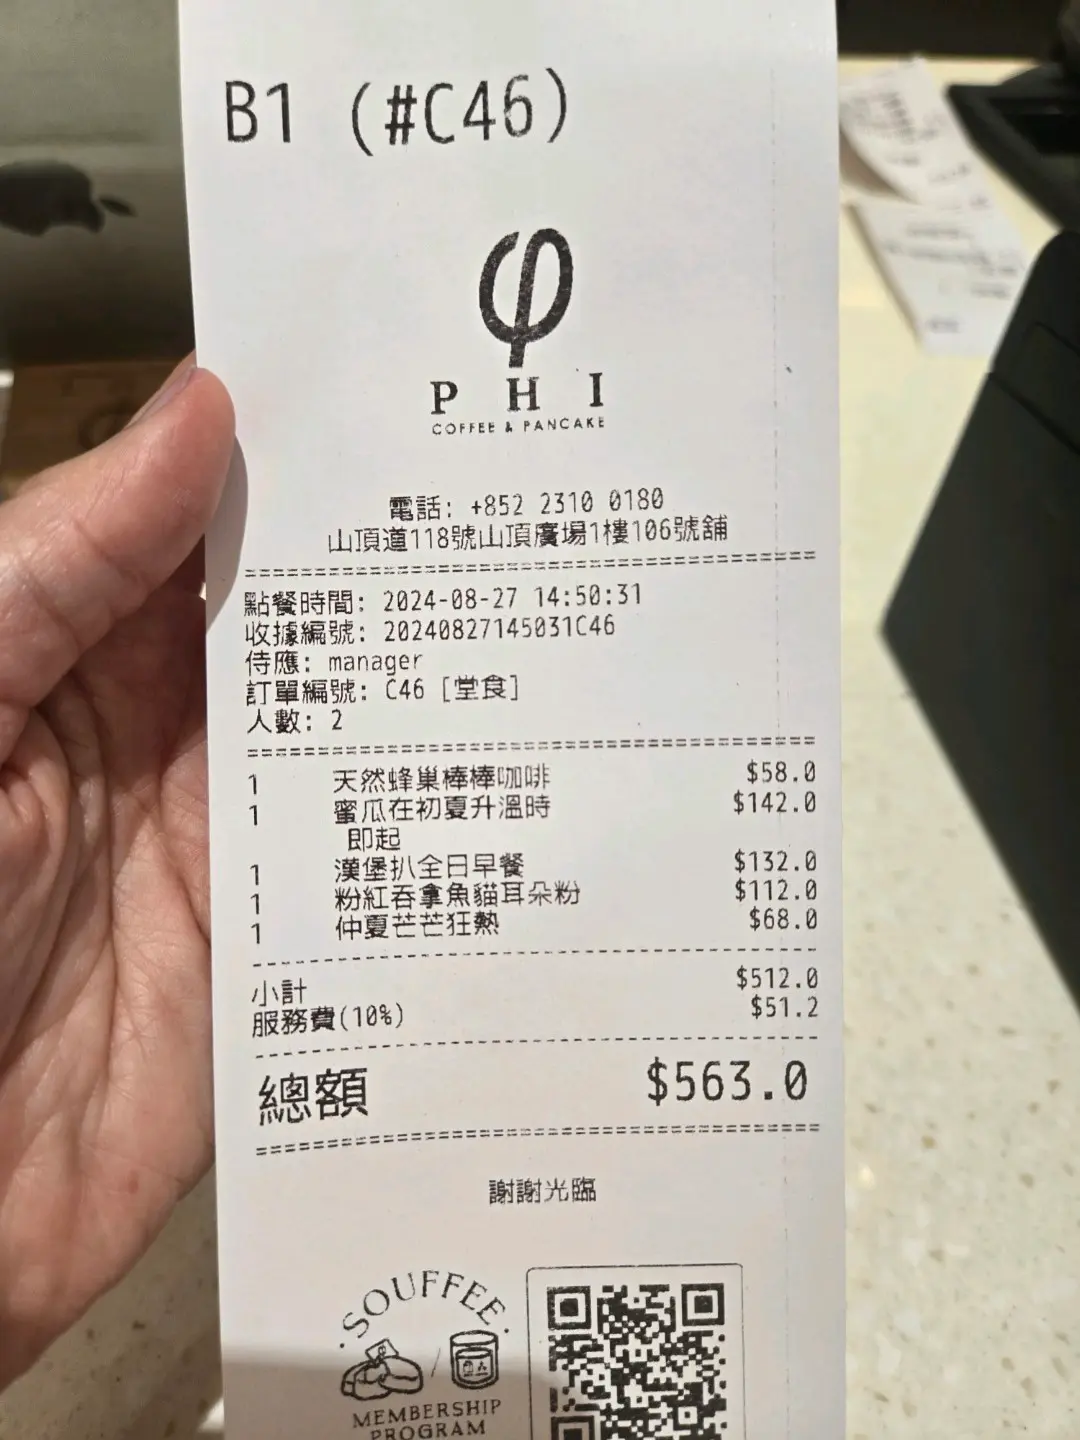 B1 (#C46)
φ
PHI
COFFEE & PANCAKE
電話: +852 2310 0180
山頂道118號山頂廣場1樓106號舖
點餐時間: 2024-08-27 14:50:31
收據編號: 20240827145031C46
侍應: manager
訂單編號: C46 [堂食]
人數: 2
1 天然蜂巢棒棒咖啡 $58.0
1 蜜瓜在初夏升溫時 $142.0
即起
1 漢堡扒全日早餐 $132.0
1 粉紅吞拿魚貓耳朵粉 $112.0
1 仲夏芒芒狂熱 $68.0
小計 $512.0
服務費(10%) $51.2
總額 $563.0
謝謝光臨
·SOUFFEE·
MEMBERSHIP
PROGRAM